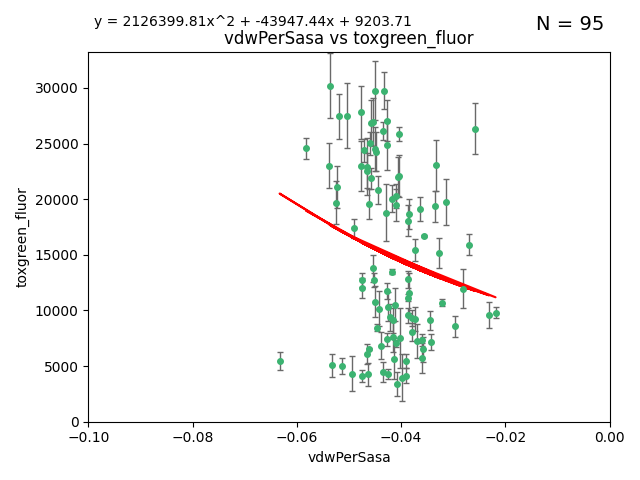 y = 2126399.81x^2 + -43947.44x + 9203.71
N = 95
vdwPerSasa vs toxgreen_fluor
30000
25000
20000
15000
10000
5000
0
toxgreen_fluor
−0.10
−0.08
−0.06
−0.04
−0.02
0.00
vdwPerSasa